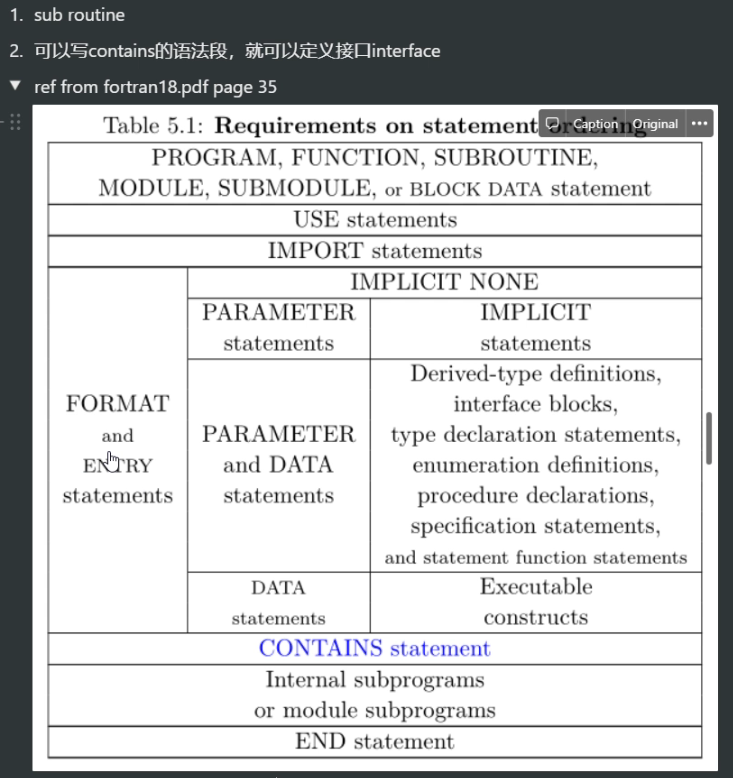 1. sub routine
2. 可以写contains的语法段，就可以定义接口interface
▼ ref from fortran18.pdf page 35
Table 5.1: Requirements on statement ordering
Caption Original •••
PROGRAM, FUNCTION, SUBROUTINE,
MODULE, SUBMODULE, or BLOCK DATA statement
USE statements
IMPORT statements
FORMAT
and
ENTRY
statements
IMPLICIT NONE
PARAMETER
statements
IMPLICIT
statements
PARAMETER
and DATA
statements
Derived-type definitions,
interface blocks,
type declaration statements,
enumeration definitions,
procedure declarations,
specification statements,
and statement function statements
DATA
statements
Executable
constructs
CONTAINS statement
Internal subprograms
or module subprograms
END statement